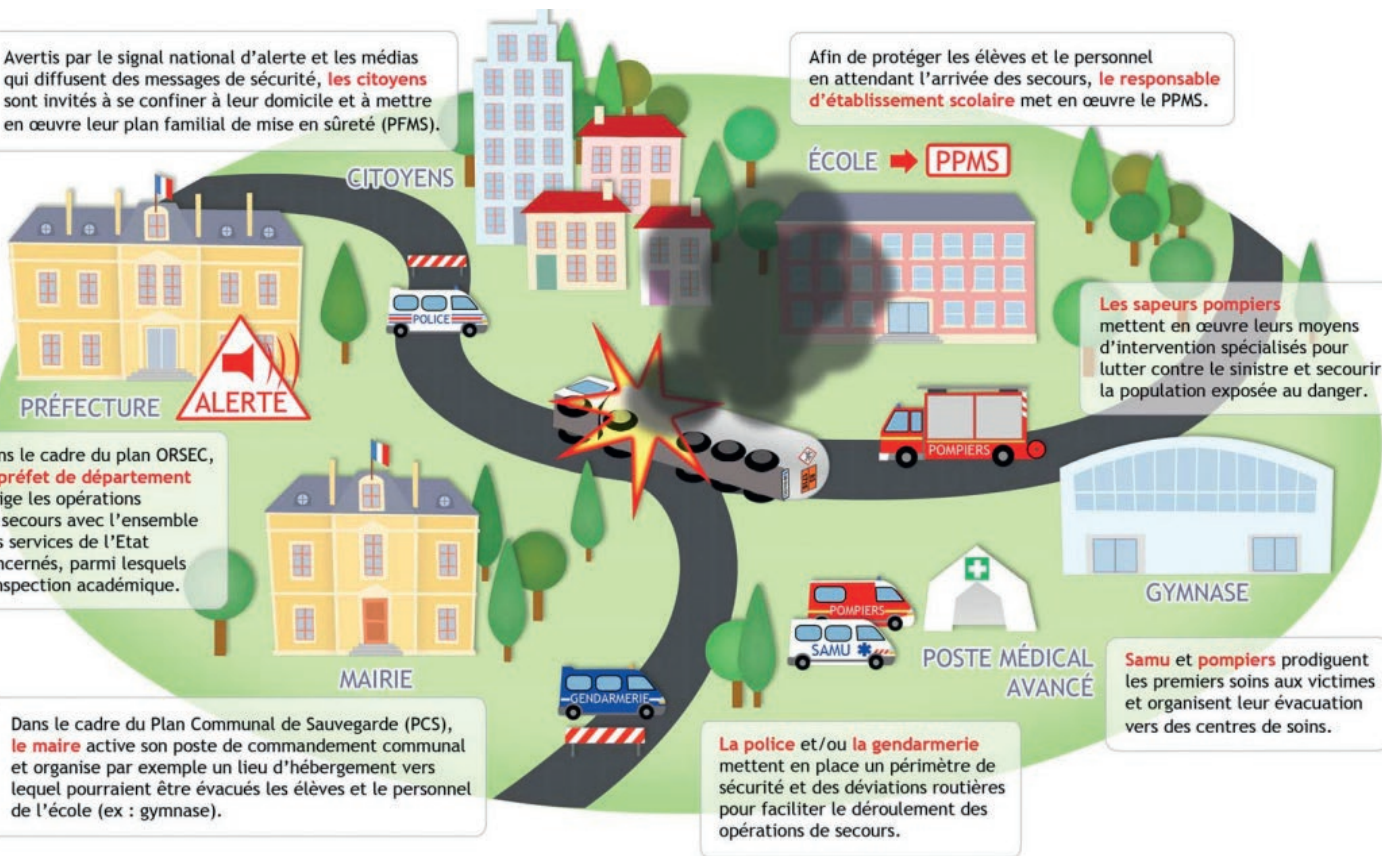 Avertis par le signal national d'alerte et les médias
qui diffusent des messages de sécurité, les citoyens
sont invités à se confiner à leur domicile et à mettre
en œuvre leur plan familial de mise en sûreté (PFMS).
Afin de protéger les élèves et le personnel
en attendant l'arrivée des secours, le responsable
d'établissement scolaire met en œuvre le PPMS.
CITOYENS
ÉCOLE PPMS
POLICE
Les sapeurs pompiers
mettent en œuvre leurs moyens
d'intervention spécialisés pour
lutter contre le sinistre et secourir
la population exposée au danger.
PRÉFECTURE
ALERTE
POMPIERS
le cadre du plan ORSEC,
préfet de département
les opérations
secours avec l'ensemble
services de l'Etat
parmi lesquels
académique.
MAIRIE
GENDARMERIE
POMPIERS
SAMU
POSTE MÉDICAL
AVANCÉ
GYMNASE
Samu et pompiers prodiguent
les premiers soins aux victimes
et organisent leur évacuation
vers des centres de soins.
Dans le cadre du Plan Communal de Sauvegarde (PCS),
le maire active son poste de commandement communal
et organise par exemple un lieu d'hébergement vers
lequel pourraient être évacués les élèves et le personnel
de l'école (ex : gymnase).
La police et/ou la gendarmerie
mettent en place un périmètre de
sécurité et des déviations routières
pour faciliter le déroulement des
opérations de secours.